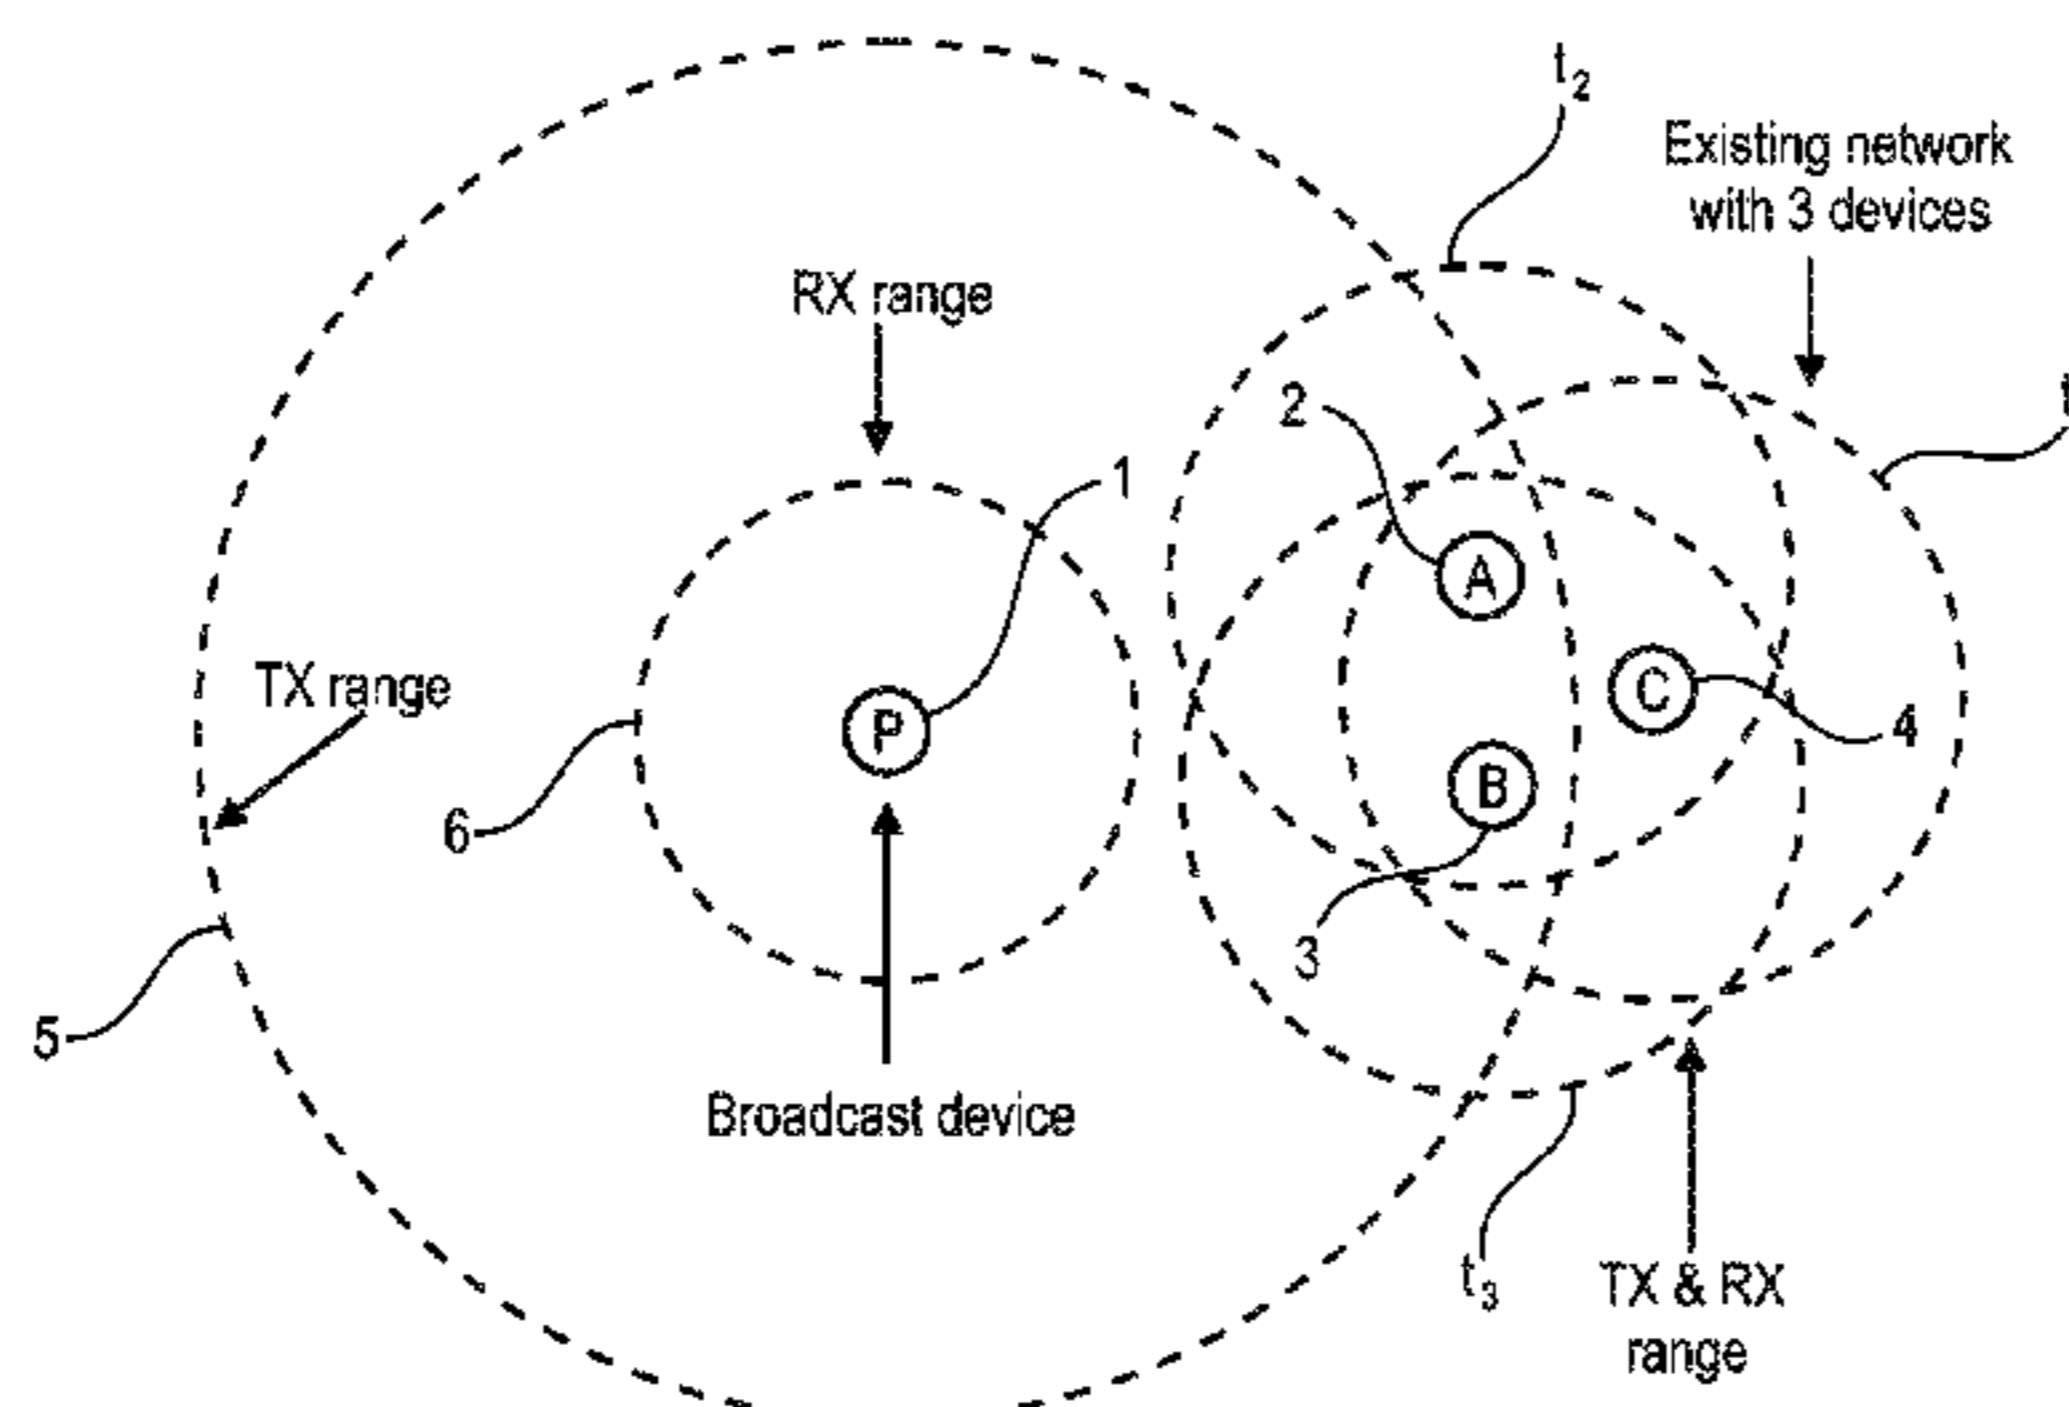 t2
Existing network
with 3 devices
RX range
2
1
A
TX range
P
C
4
B
6
3
5
Broadcast device
t3
TX & RX
range